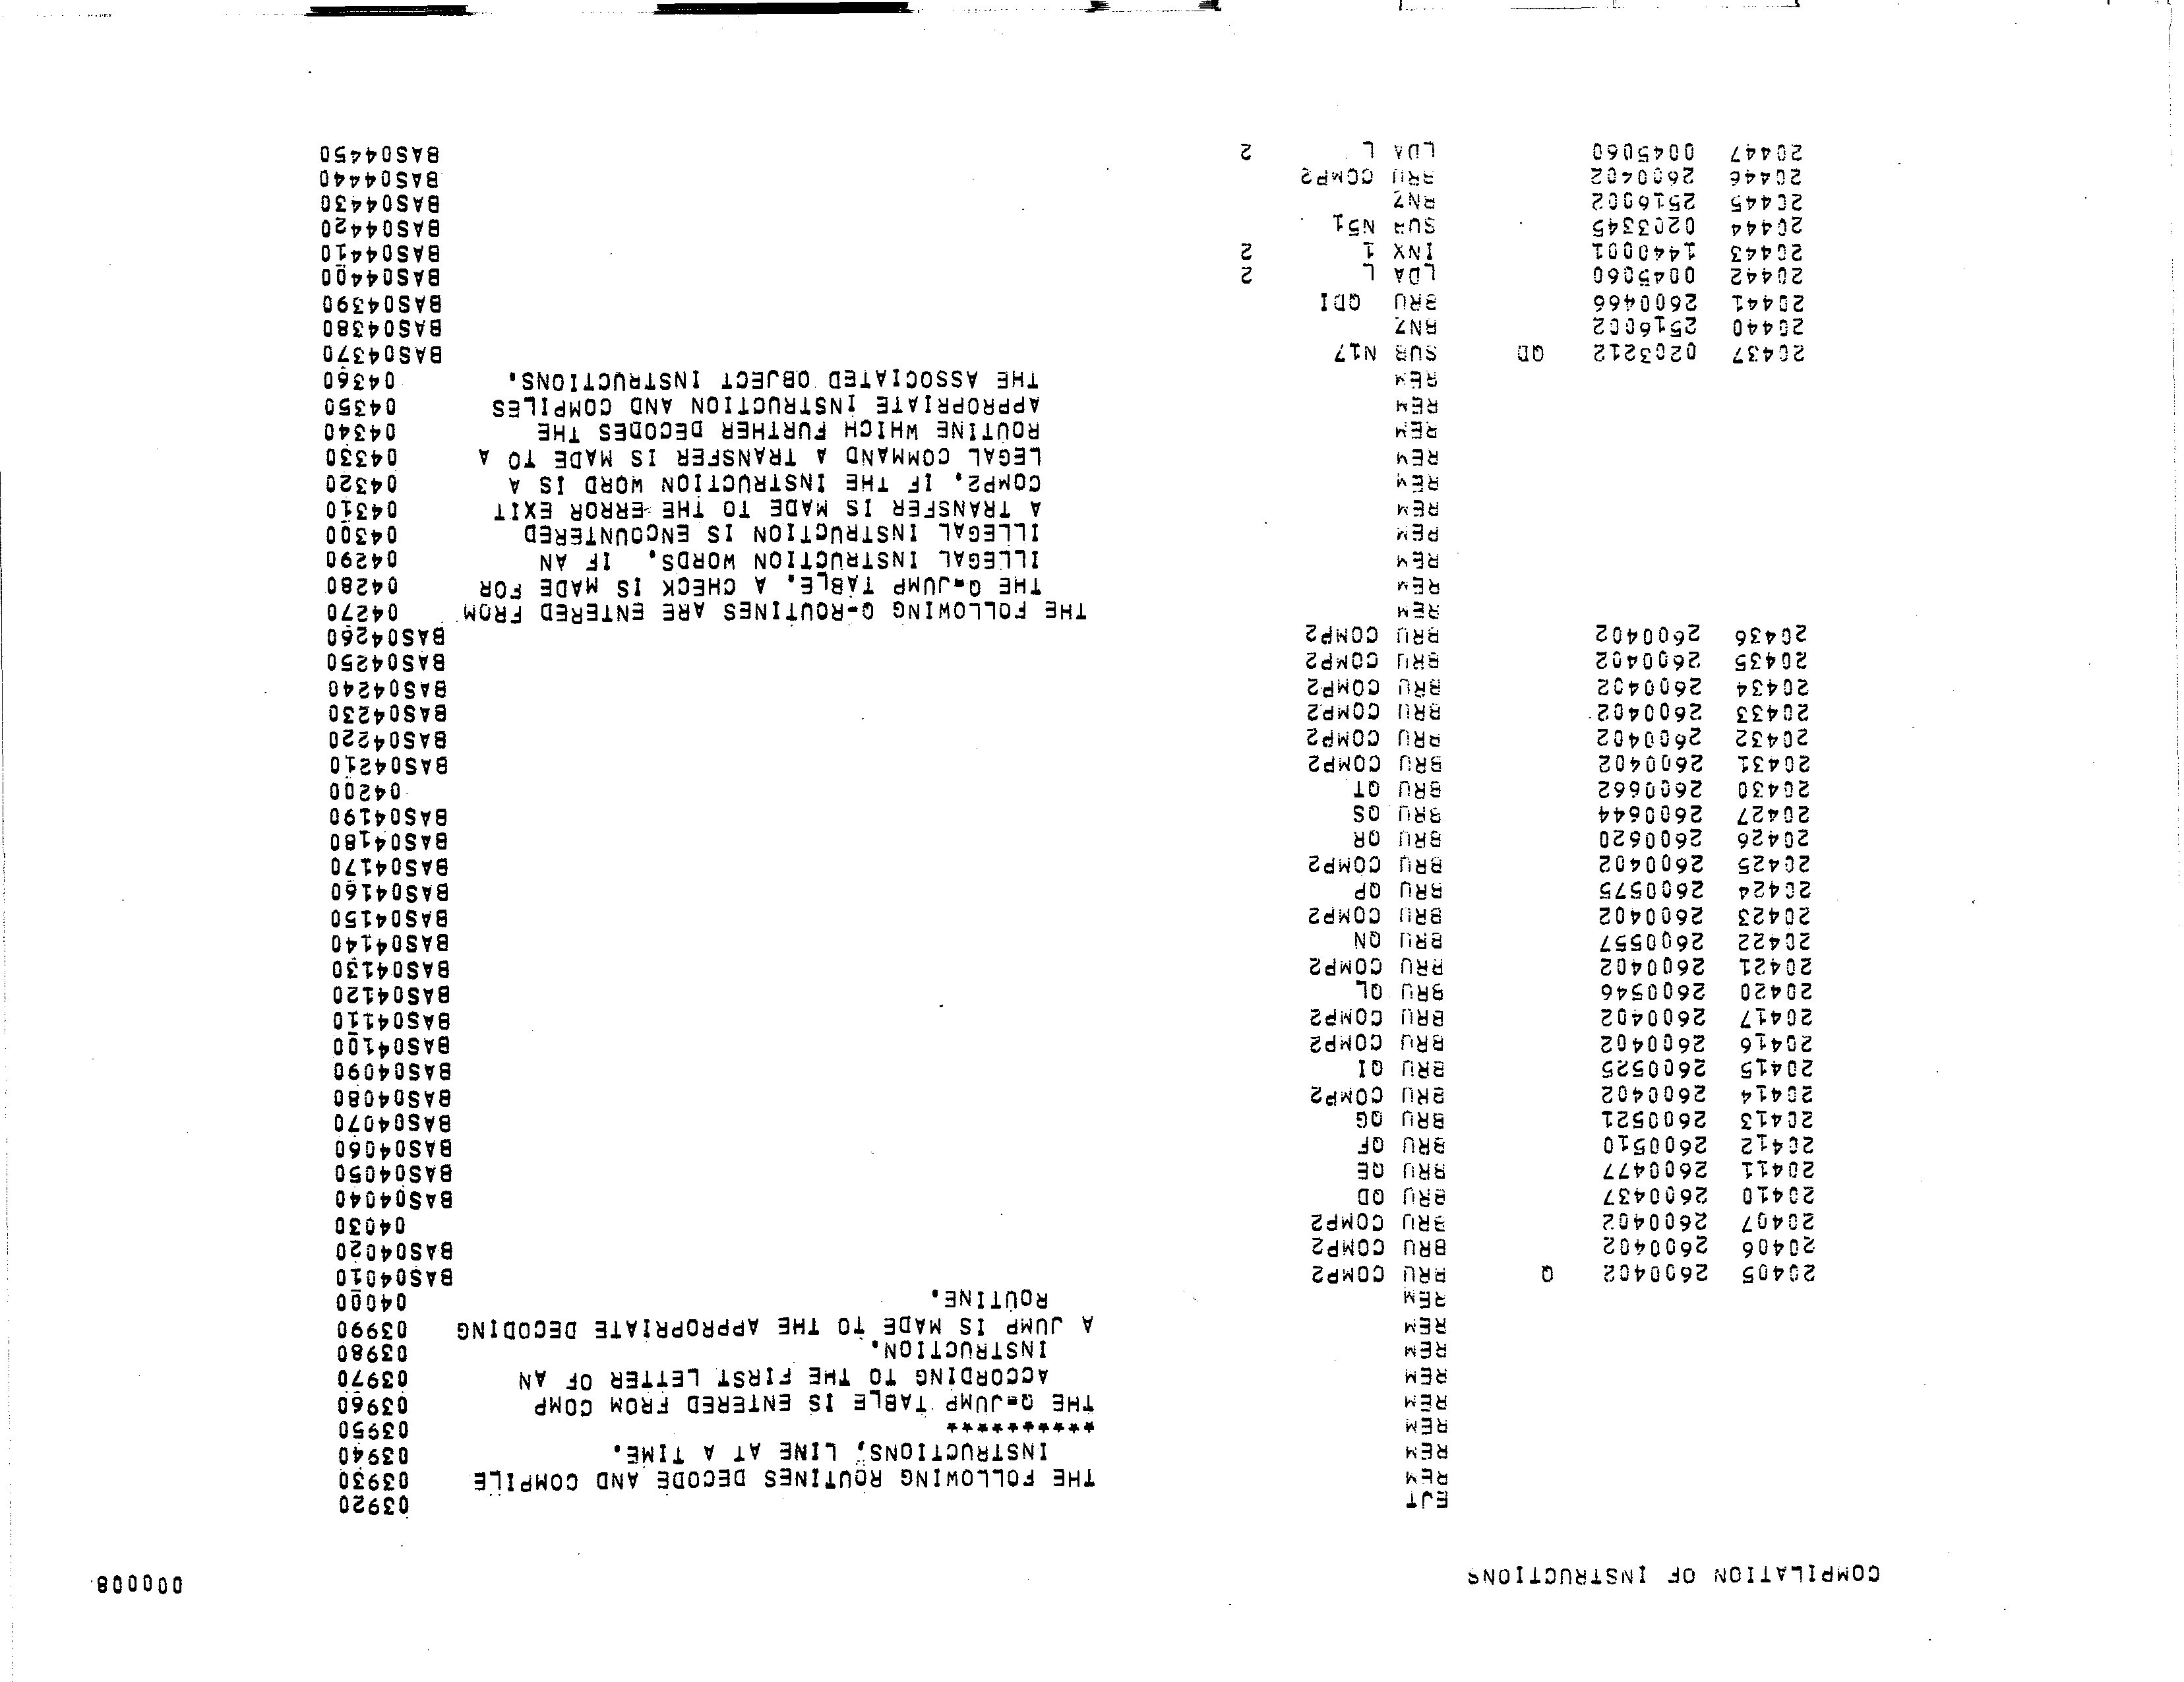 COMPILATION OF INSTRUCTIONS 000008
EJT 03920
REM THE FOLLOWING ROUTINES DECODE AND COMPILE 03930
REM INSTRUCTIONS, LINE AT A TIME. 03940
REM ********** 03950
REM THE Q-JUMP TABLE IS ENTERED FROM COMP 03960
REM ACCORDING TO THE FIRST LETTER OF AN 03970
REM INSTRUCTION. 03980
REM A JUMP IS MADE TO THE APPROPRIATE DECODING 03990
REM ROUTINE. 04000
20405 2600402 Q BRU COMP2 BAS04010
20406 2600402 BRU COMP2 BAS04020
20407 2600402 BRU COMP2 04030
20410 2600437 BRU QD BAS04040
20411 2600477 BRU QE BAS04050
20412 2600510 BRU QF BAS04060
20413 2600521 BRU QG BAS04070
20414 2600402 BRU COMP2 BAS04080
20415 2600525 BRU QI BAS04090
20416 2600402 BRU COMP2 BAS04100
20417 2600402 BRU COMP2 BAS04110
20420 2600546 BRU QL BAS04120
20421 2600402 BRU COMP2 BAS04130
20422 2600557 BRU QN BAS04140
20423 2600402 BRU COMP2 BAS04150
20424 2600575 BRU QP BAS04160
20425 2600402 BRU COMP2 BAS04170
20426 2600620 BRU QR BAS04180
20427 2600644 BRU QS BAS04190
20430 2600662 BRU QT 04200
20431 2600402 BRU COMP2 BAS04210
20432 2600402 BRU COMP2 BAS04220
20433 2600402 BRU COMP2 BAS04230
20434 2600402 BRU COMP2 BAS04240
20435 2600402 BRU COMP2 BAS04250
20436 2600402 BRU COMP2 BAS04260
REM THE FOLLOWING Q-ROUTINES ARE ENTERED FROM 04270
REM THE Q-JUMP TABLE. A CHECK IS MADE FOR 04280
REM ILLEGAL INSTRUCTION WORDS. IF AN 04290
REM ILLEGAL INSTRUCTION IS ENCOUNTERED 04300
REM A TRANSFER IS MADE TO THE ERROR EXIT 04310
REM COMP2. IF THE INSTRUCTION WORD IS A 04320
REM LEGAL COMMAND A TRANSFER IS MADE TO A 04330
REM ROUTINE WHICH FURTHER DECODES THE 04340
REM APPROPRIATE INSTRUCTION AND COMPILES 04350
REM THE ASSOCIATED OBJECT INSTRUCTIONS. 04360
20437 0203212 QD SUB N17 BAS04370
20440 2516002 BNZ BAS04380
20441 2600466 BRU QDI BAS04390
20442 0045060 LDA L 2 BAS04400
20443 1440001 INX 1 2 BAS04410
20444 0203345 SUB N51 BAS04420
20445 2516002 BNZ BAS04430
20446 2600402 BRU COMP2 BAS04440
20447 0045060 LDA L 2 BAS04450